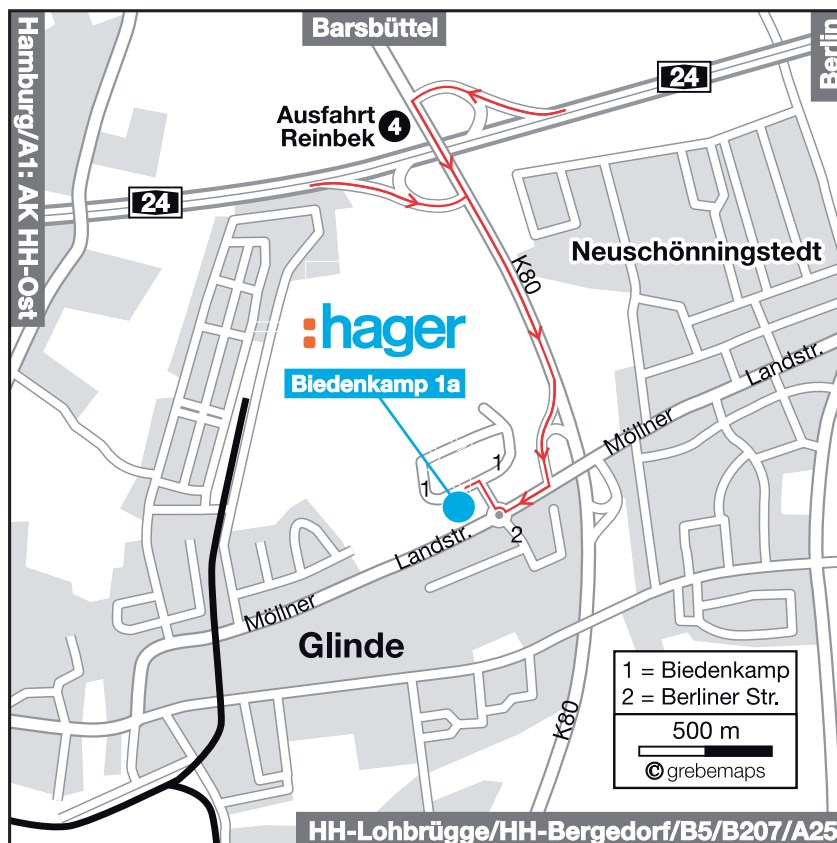 Barsbüttel
Berlin
Hamburg/A1: AK HH-Ost
24
Ausfahrt
Reinbek
4
24
Neuschönningstedt
K80
:hager
Biedenkamp 1a
Landstr.
Möllner
1
1
2
Landstr.
Möllner
Glinde
1 = Biedenkamp
2 = Berliner Str.
500 m
© grebemaps
K80
HH-Lohbrügge/HH-Bergedorf/B5/B207/A25